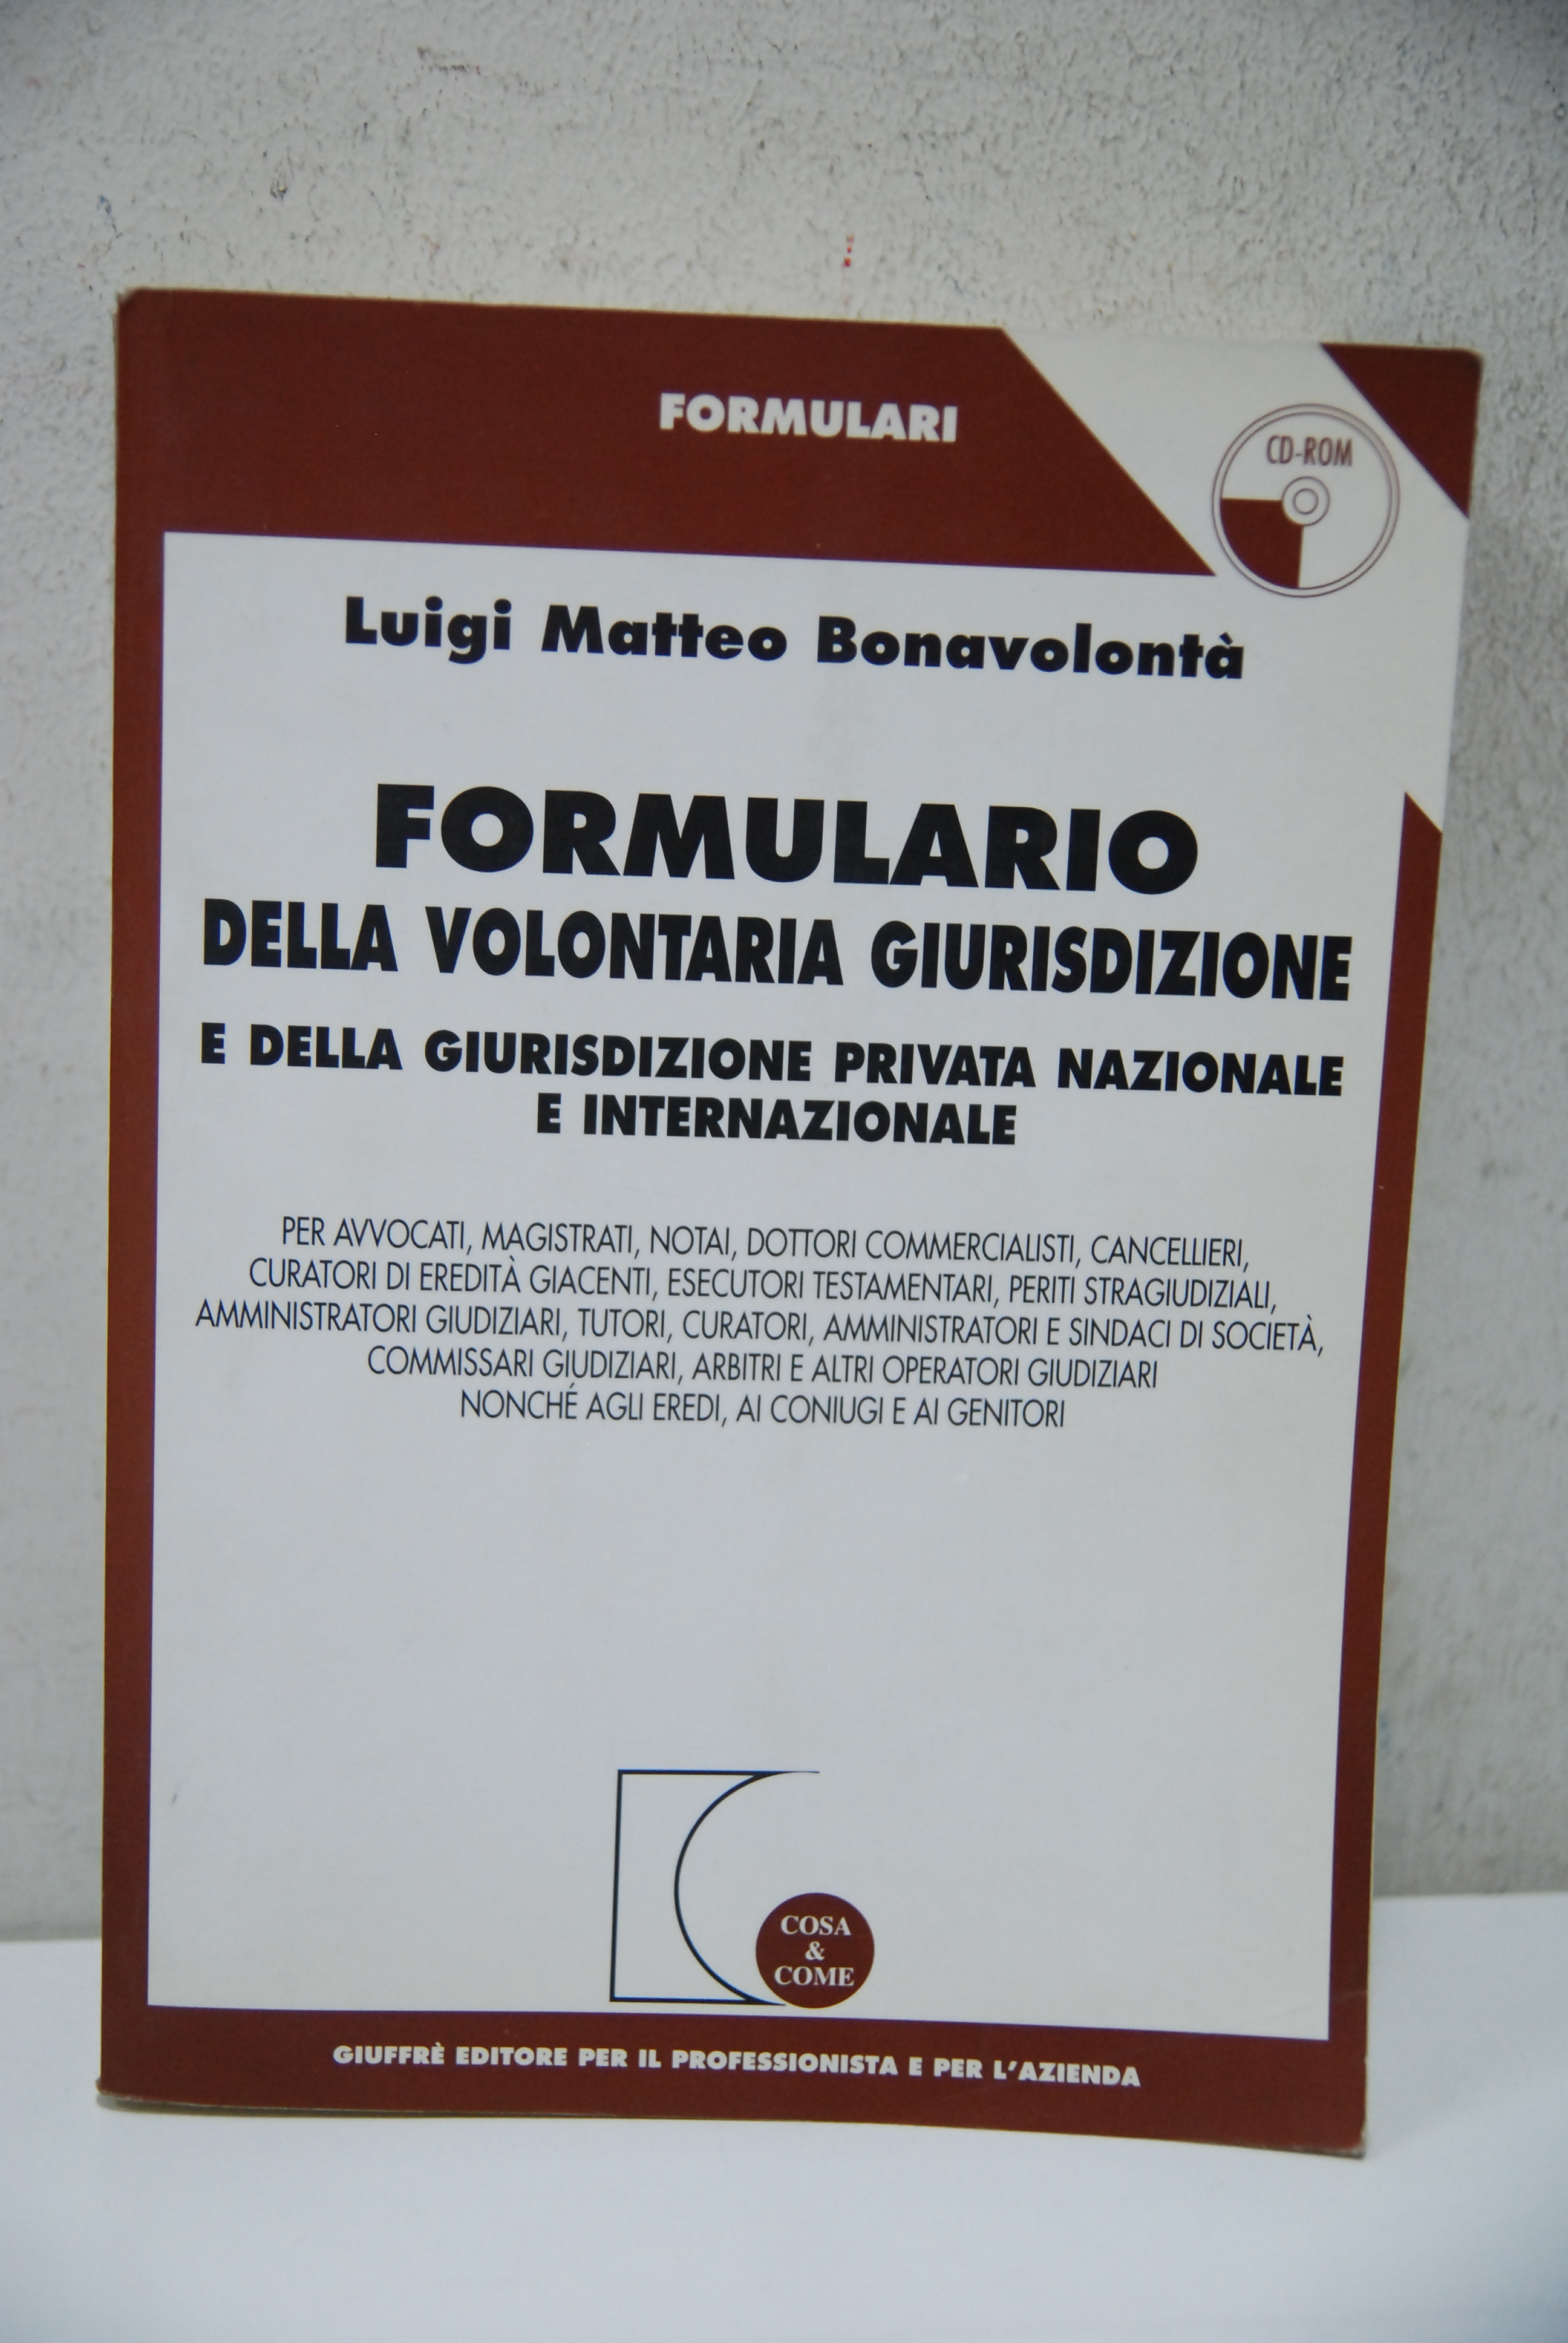 FORMULARI
CD-ROM
Luigi Matteo Bonavolontà
FORMULARIO
DELLA VOLONTARIA GIURISDIZIONE
E DELLA GIURISDIZIONE PRIVATA NAZIONALE
E INTERNAZIONALE
PER AVVOCATI, MAGISTRATI, NOTAI, DOTTORI COMMERCIALISTI, CANCELLIERI,
CURATORI DI EREDITÀ GIACENTI, ESECUTORI TESTAMENTARI, PERITI STRAGIUDIZIALI,
AMMINISTRATORI GIUDIZIARI, TUTORI, CURATORI, AMMINISTRATORI E SINDACI DI SOCIETÀ,
COMMISSARI GIUDIZIARI, ARBITRI E ALTRI OPERATORI GIUDIZIARI
NONCHÉ AGLI EREDI, AI CONIUGI E AI GENITORI
COSA
&
COME
GIUFFRÈ EDITORE PER IL PROFESSIONISTA E PER L'AZIENDA